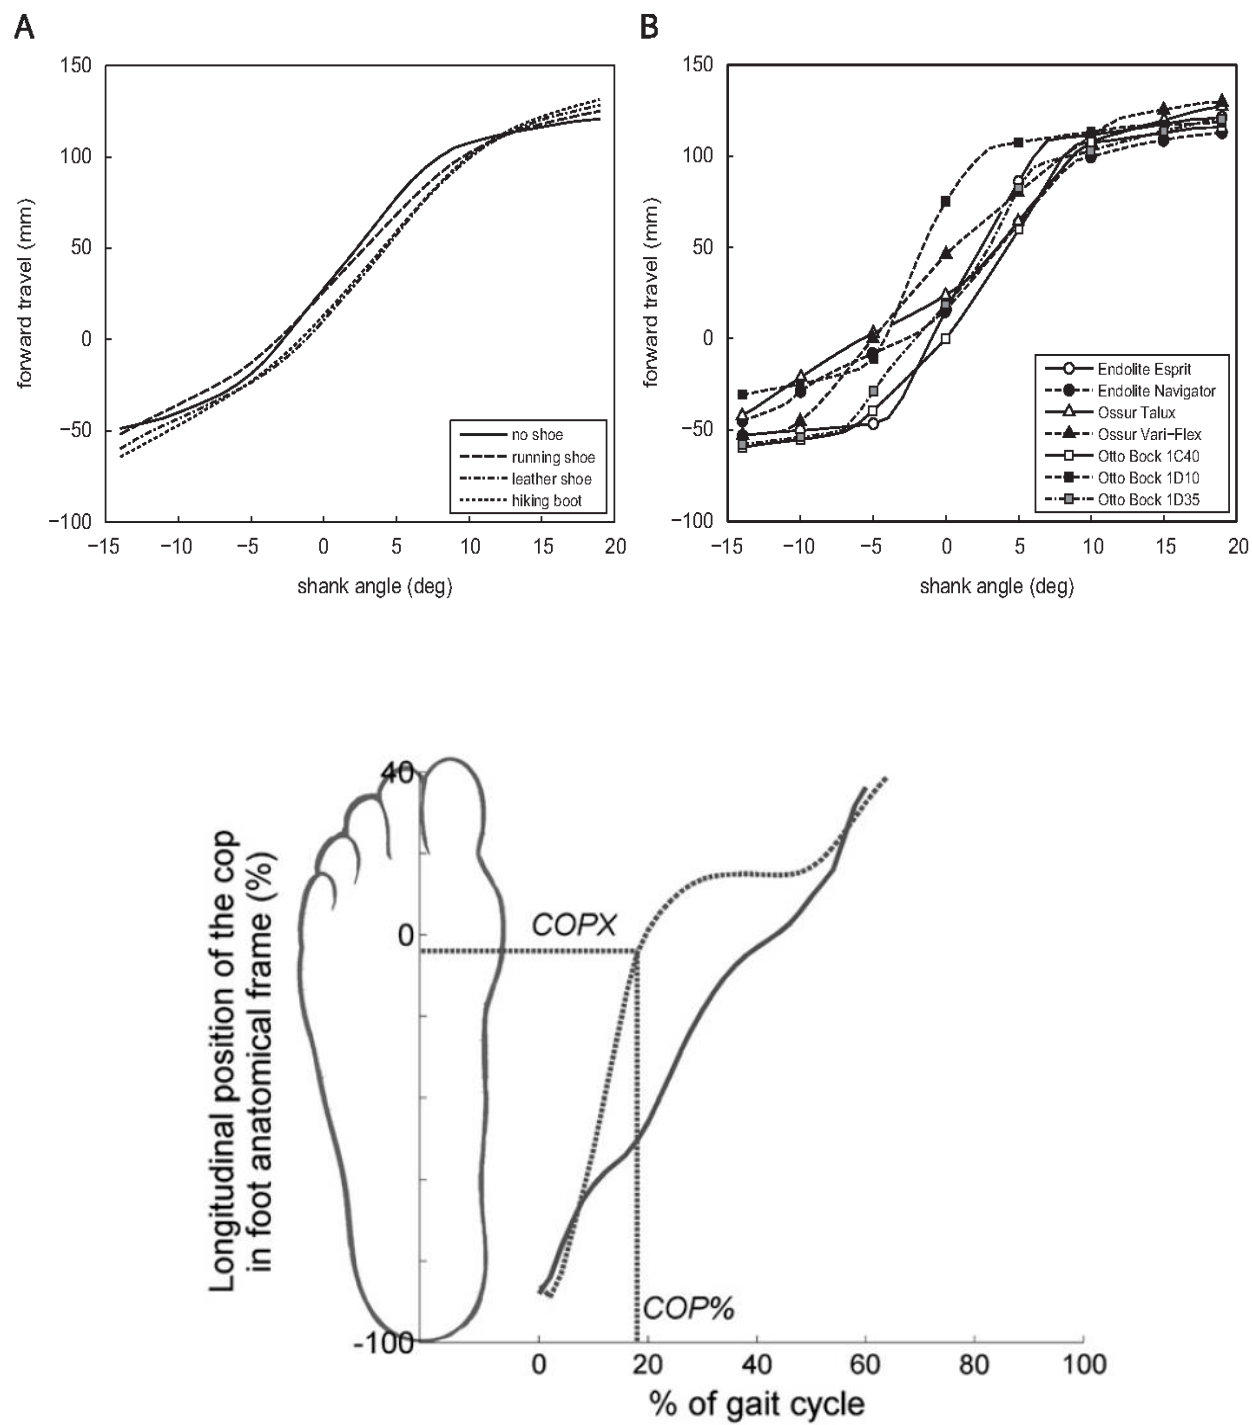 A
150
100
50
0
−50
−100
−15 −10 −5 0 5 10 15 20
forward travel (mm)
shank angle (deg)
no shoe
running shoe
leather shoe
hiking boot
B
150
100
50
0
−50
−100
−15 −10 −5 0 5 10 15 20
forward travel (mm)
shank angle (deg)
Endolite Esprit
Endolite Navigator
Ossur Talux
Ossur Vari−Flex
Otto Bock 1C40
Otto Bock 1D10
Otto Bock 1D35
Longitudinal position of the cop
in foot anatomical frame (%)
40
0
-100
COPX
COP%
0 20 40 60 80 100
% of gait cycle